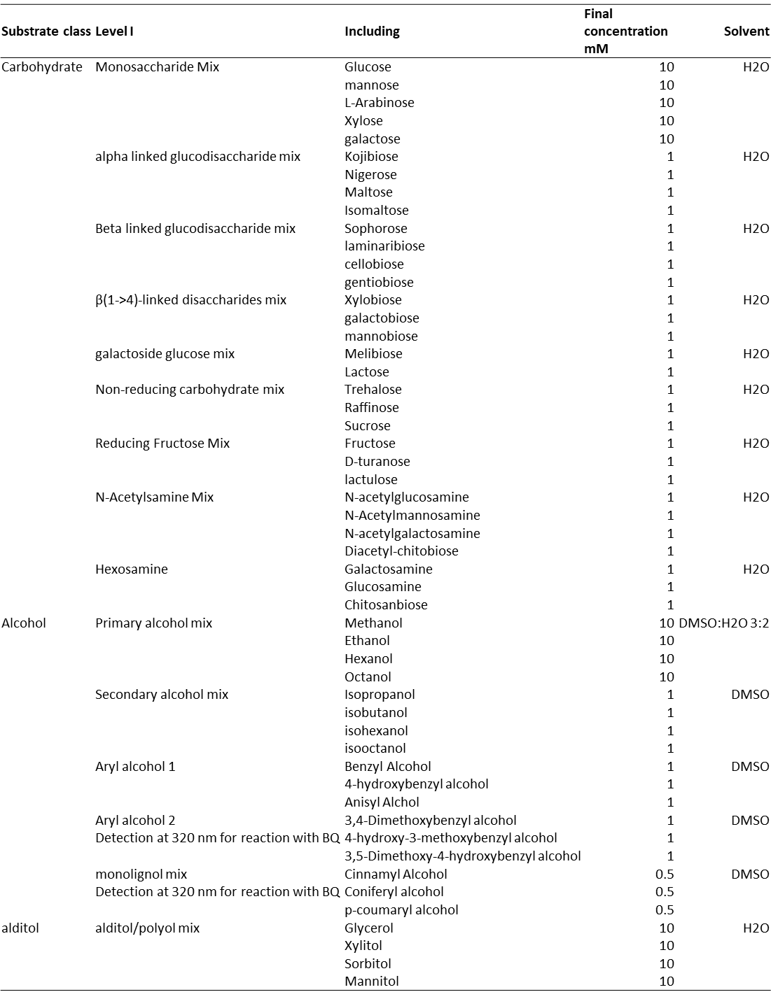 Final
Substrate class Level I Including concentration Solvent
mM
Carbohydrate Monosaccharide Mix Glucose 10 H2O
mannose 10
L-Arabinose 10
Xylose 10
galactose 10
alpha linked glucodisaccharide mix Kojibiose 1 H2O
Nigerose 1
Maltose 1
Isomaltose 1
Beta linked glucodisaccharide mix Sophorose 1 H2O
laminaribiose 1
cellobiose 1
gentiobiose 1
β(1->4)-linked disaccharides mix Xylobiose 1 H2O
galactobiose 1
mannobiose 1
galactoside glucose mix Melibiose 1 H2O
Lactose 1
Non-reducing carbohydrate mix Trehalose 1 H2O
Raffinose 1
Sucrose 1
Reducing Fructose Mix Fructose 1 H2O
D-turanose 1
lactulose 1
N-Acetylsamine Mix N-acetylglucosamine 1 H2O
N-Acetylmannosamine 1
N-acetylgalactosamine 1
Diacetyl-chitobiose 1
Hexosamine Galactosamine 1 H2O
Glucosamine 1
Chitosanbiose 1
Alcohol Primary alcohol mix Methanol 10 DMSO:H2O 3:2
Ethanol 10
Hexanol 10
Octanol 10
Secondary alcohol mix Isopropanol 1 DMSO
isobutanol 1
isohexanol 1
isooctanol 1
Aryl alcohol 1 Benzyl Alcohol 1 DMSO
4-hydroxybenzyl alcohol 1
Anisyl Alchol 1
Aryl alcohol 2 3,4-Dimethoxybenzyl alcohol 1 DMSO
Detection at 320 nm for reaction with BQ 4-hydroxy-3-methoxybenzyl alcohol 1
3,5-Dimethoxy-4-hydroxybenzyl alcohol 1
monolignol mix Cinnamyl Alcohol 0.5 DMSO
Detection at 320 nm for reaction with BQ Coniferyl alcohol 0.5
p-coumaryl alcohol 0.5
alditol alditol/polyol mix Glycerol 10 H2O
Xylitol 10
Sorbitol 10
Mannitol 10